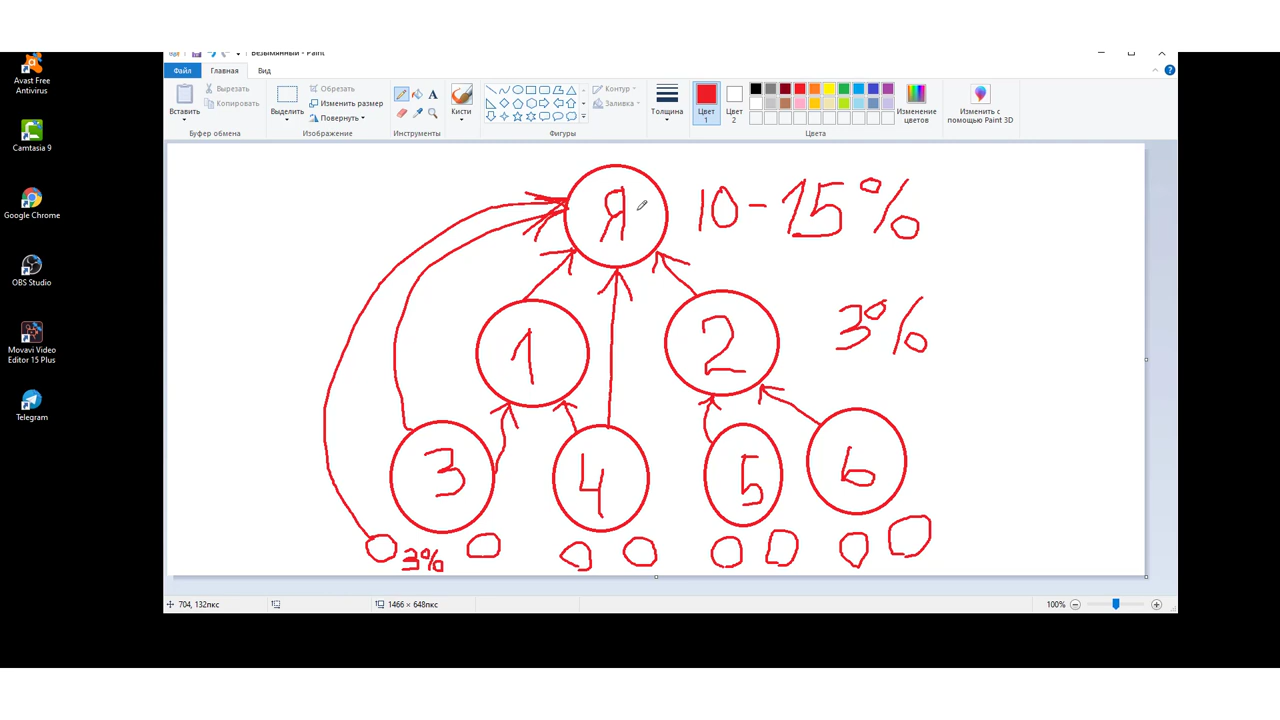 Avast Free
Antivirus
Camtasia 9
Google Chrome
OBS Studio
Movavi Video
Editor 15 Plus
Telegram
Безымянный - Paint
Файл
Главная
Вид
Вставить
Вырезать
Копировать
Буфер обмена
Выделить
Обрезать
Изменить размер
Повернуть
Изображение
A
Инструменты
Кисти
Контур
Заливка
Фигуры
Толщина
Цвет
1
Цвет
2
Цвета
Изменение
цветов
Изменить с
помощью Paint 3D
Я
10 - 15%
1
2
3%
3
4
5
6
3%
704, 132пкс
1466 × 648пкс
100%